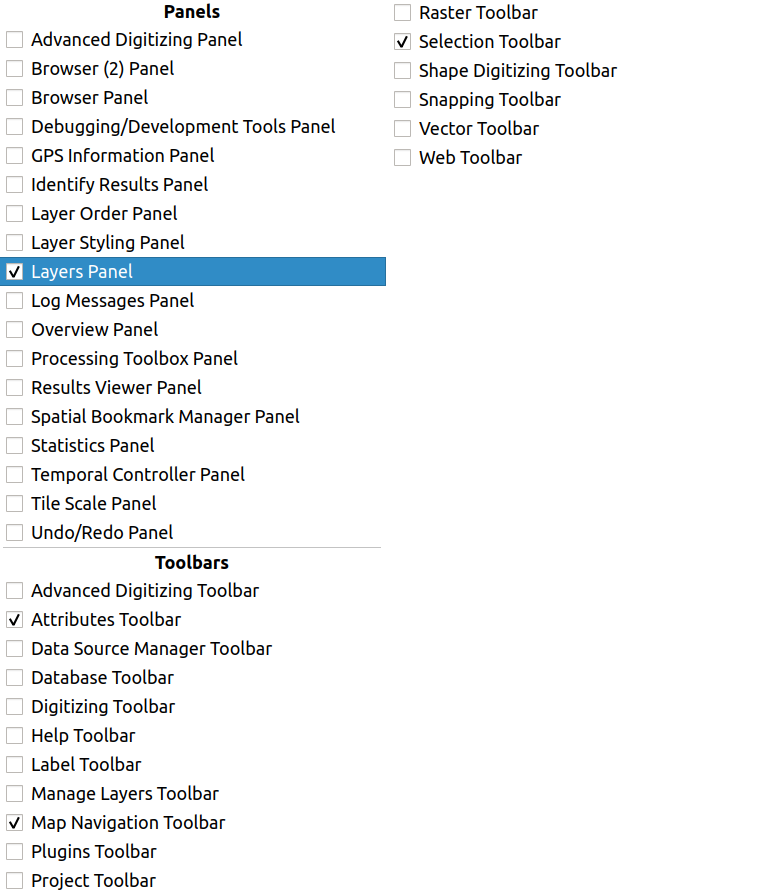 Panels
Advanced Digitizing Panel
Browser (2) Panel
Browser Panel
Debugging/Development Tools Panel
GPS Information Panel
Identify Results Panel
Layer Order Panel
Layer Styling Panel
Layers Panel
Log Messages Panel
Overview Panel
Processing Toolbox Panel
Results Viewer Panel
Spatial Bookmark Manager Panel
Statistics Panel
Temporal Controller Panel
Tile Scale Panel
Undo/Redo Panel
Toolbars
Advanced Digitizing Toolbar
Attributes Toolbar
Data Source Manager Toolbar
Database Toolbar
Digitizing Toolbar
Help Toolbar
Label Toolbar
Manage Layers Toolbar
Map Navigation Toolbar
Plugins Toolbar
Project Toolbar
Raster Toolbar
Selection Toolbar
Shape Digitizing Toolbar
Snapping Toolbar
Vector Toolbar
Web Toolbar